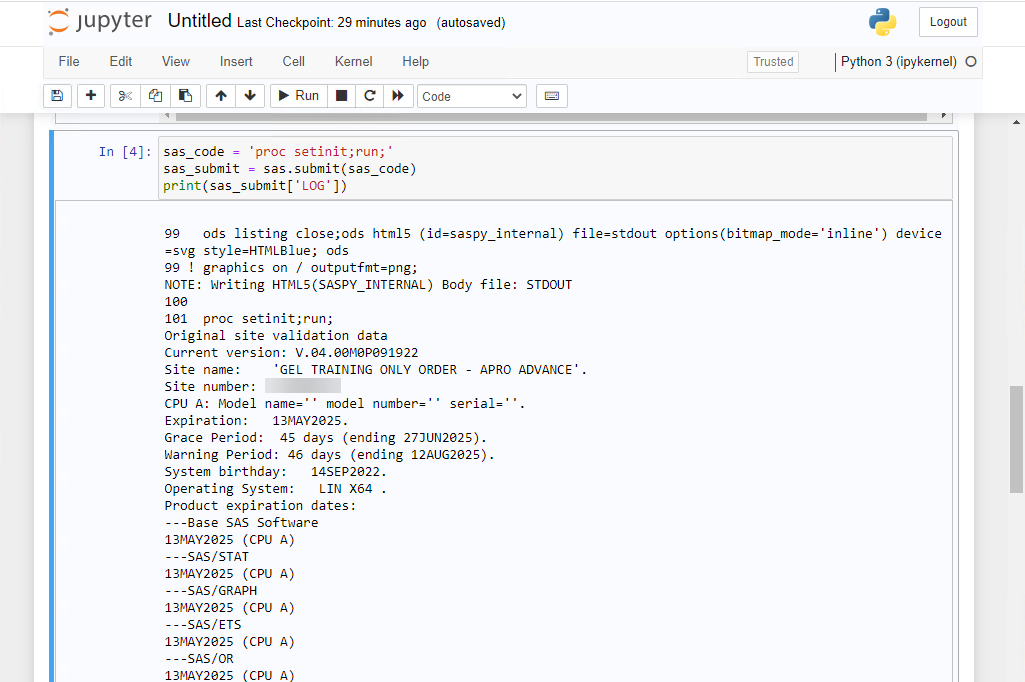 jupyter Untitled Last Checkpoint: 29 minutes ago (autosaved)
Logout
File Edit View Insert Cell Kernel Help
Trusted
Python 3 (ipykernel)
Run
Code
In [4]:
sas_code = 'proc setinit;run;'
sas_submit = sas.submit(sas_code)
print(sas_submit['LOG'])
99   ods listing close;ods html5 (id=saspy_internal) file=stdout options(bitmap_mode='inline') device
=svg style=HTMLBlue; ods
99 ! graphics on / outputfmt=png;
NOTE: Writing HTML5(SASPY_INTERNAL) Body file: STDOUT
100
101  proc setinit;run;
Original site validation data
Current version: V.04.00M0P091922
Site name:    'GEL TRAINING ONLY ORDER - APRO ADVANCE'.
Site number:
CPU A: Model name='' model number='' serial=''.
Expiration:   13MAY2025.
Grace Period:  45 days (ending 27JUN2025).
Warning Period: 46 days (ending 12AUG2025).
System birthday:   14SEP2022.
Operating System:   LIN X64 .
Product expiration dates:
---Base SAS Software
13MAY2025 (CPU A)
---SAS/STAT
13MAY2025 (CPU A)
---SAS/GRAPH
13MAY2025 (CPU A)
---SAS/ETS
13MAY2025 (CPU A)
---SAS/OR
13MAY2025 (CPU A)